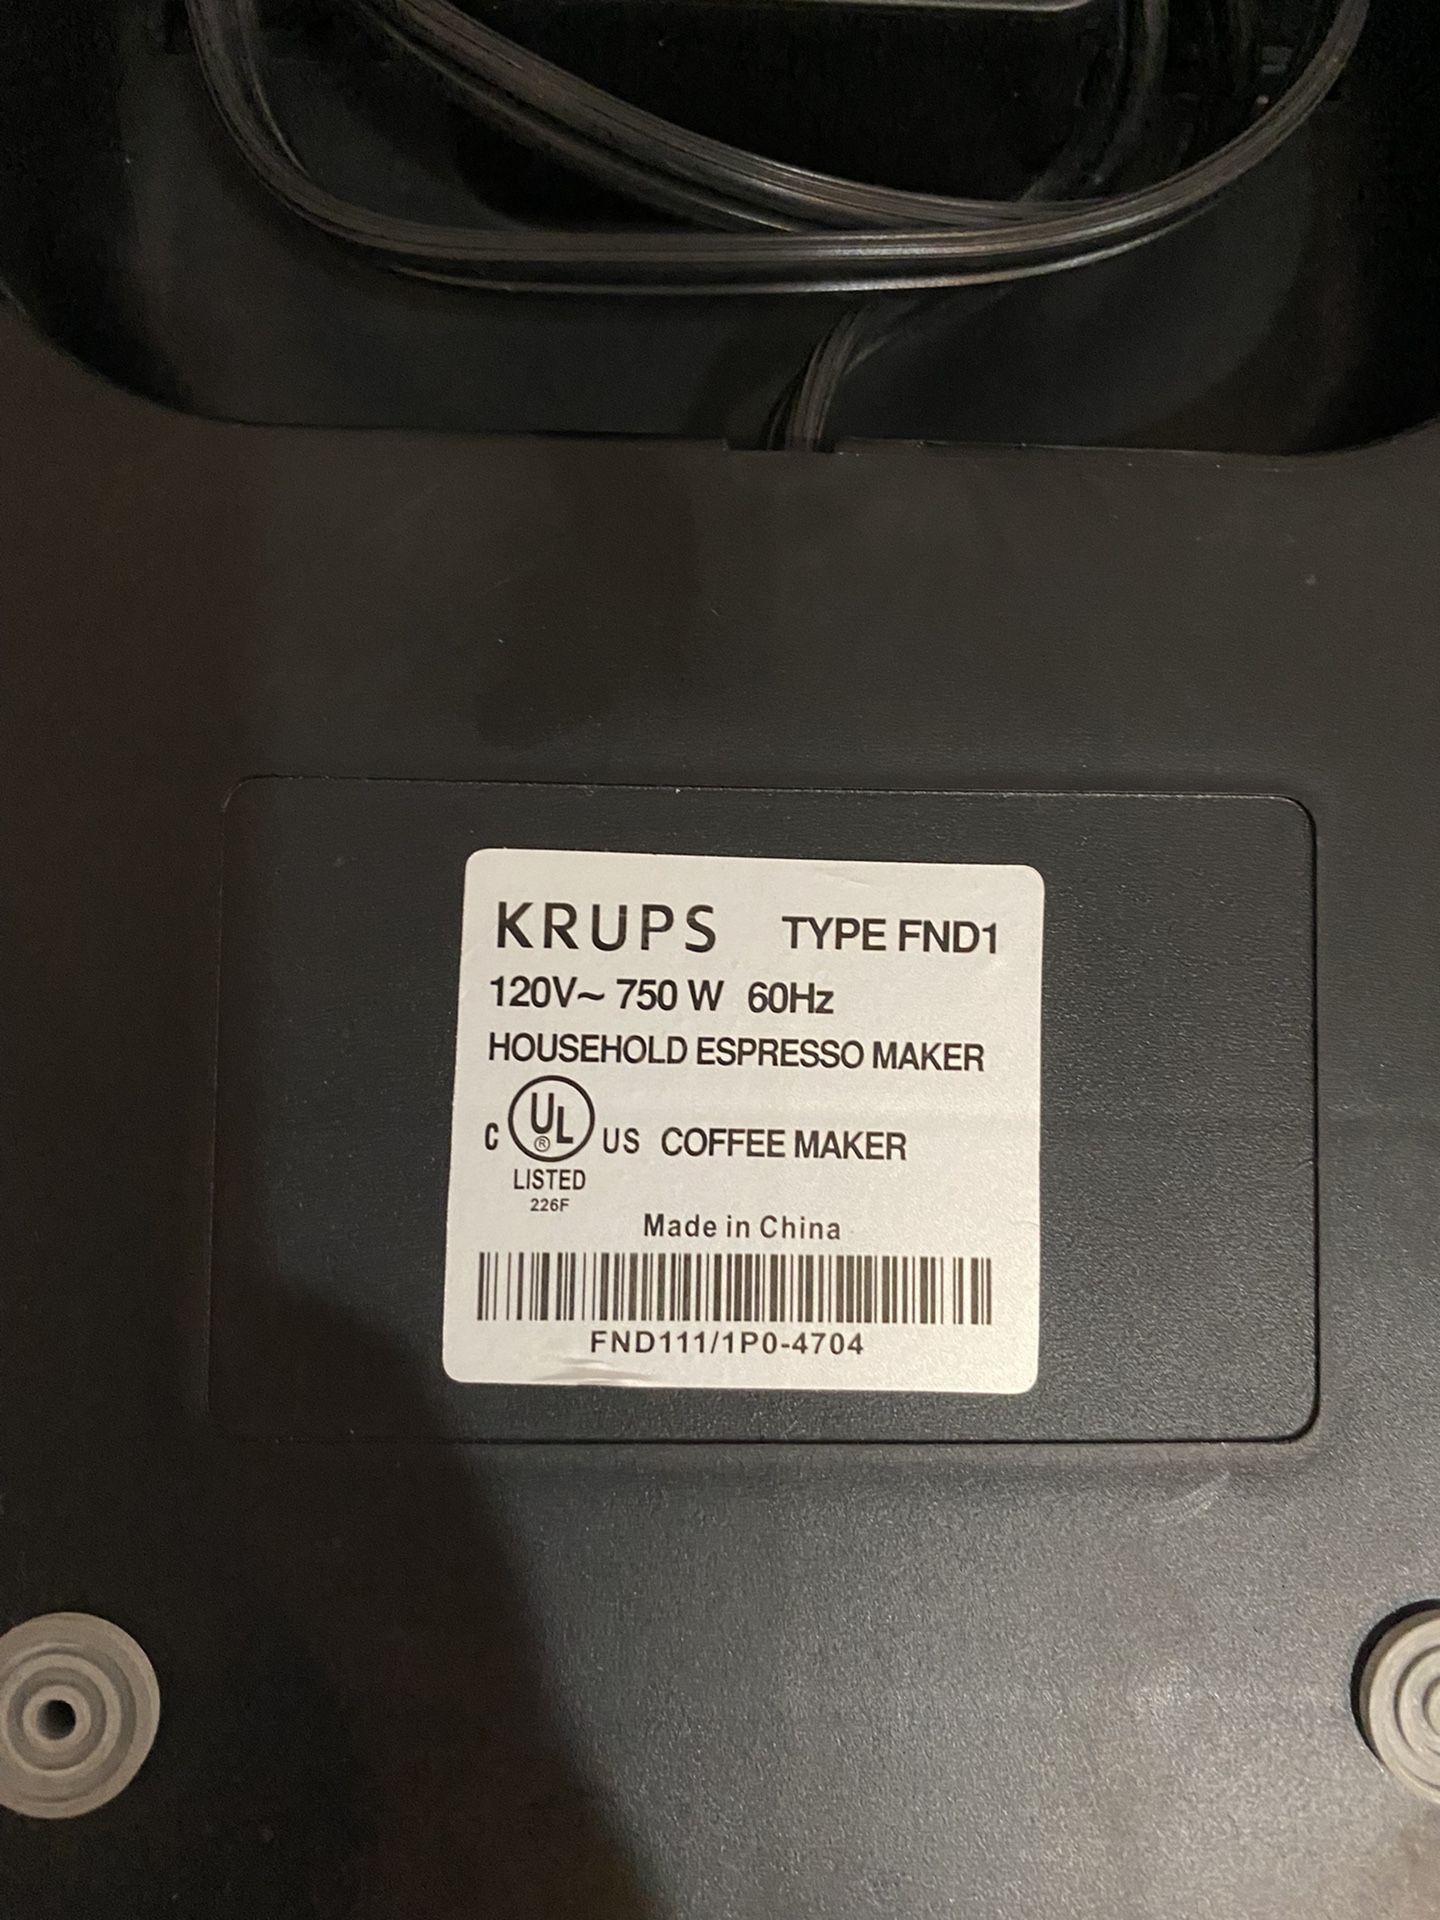 KRUPS TYPE FND1
120V~ 750 W 60Hz
HOUSEHOLD ESPRESSO MAKER
C UL® US COFFEE MAKER
LISTED
226F
Made in China
FND111/1P0-4704